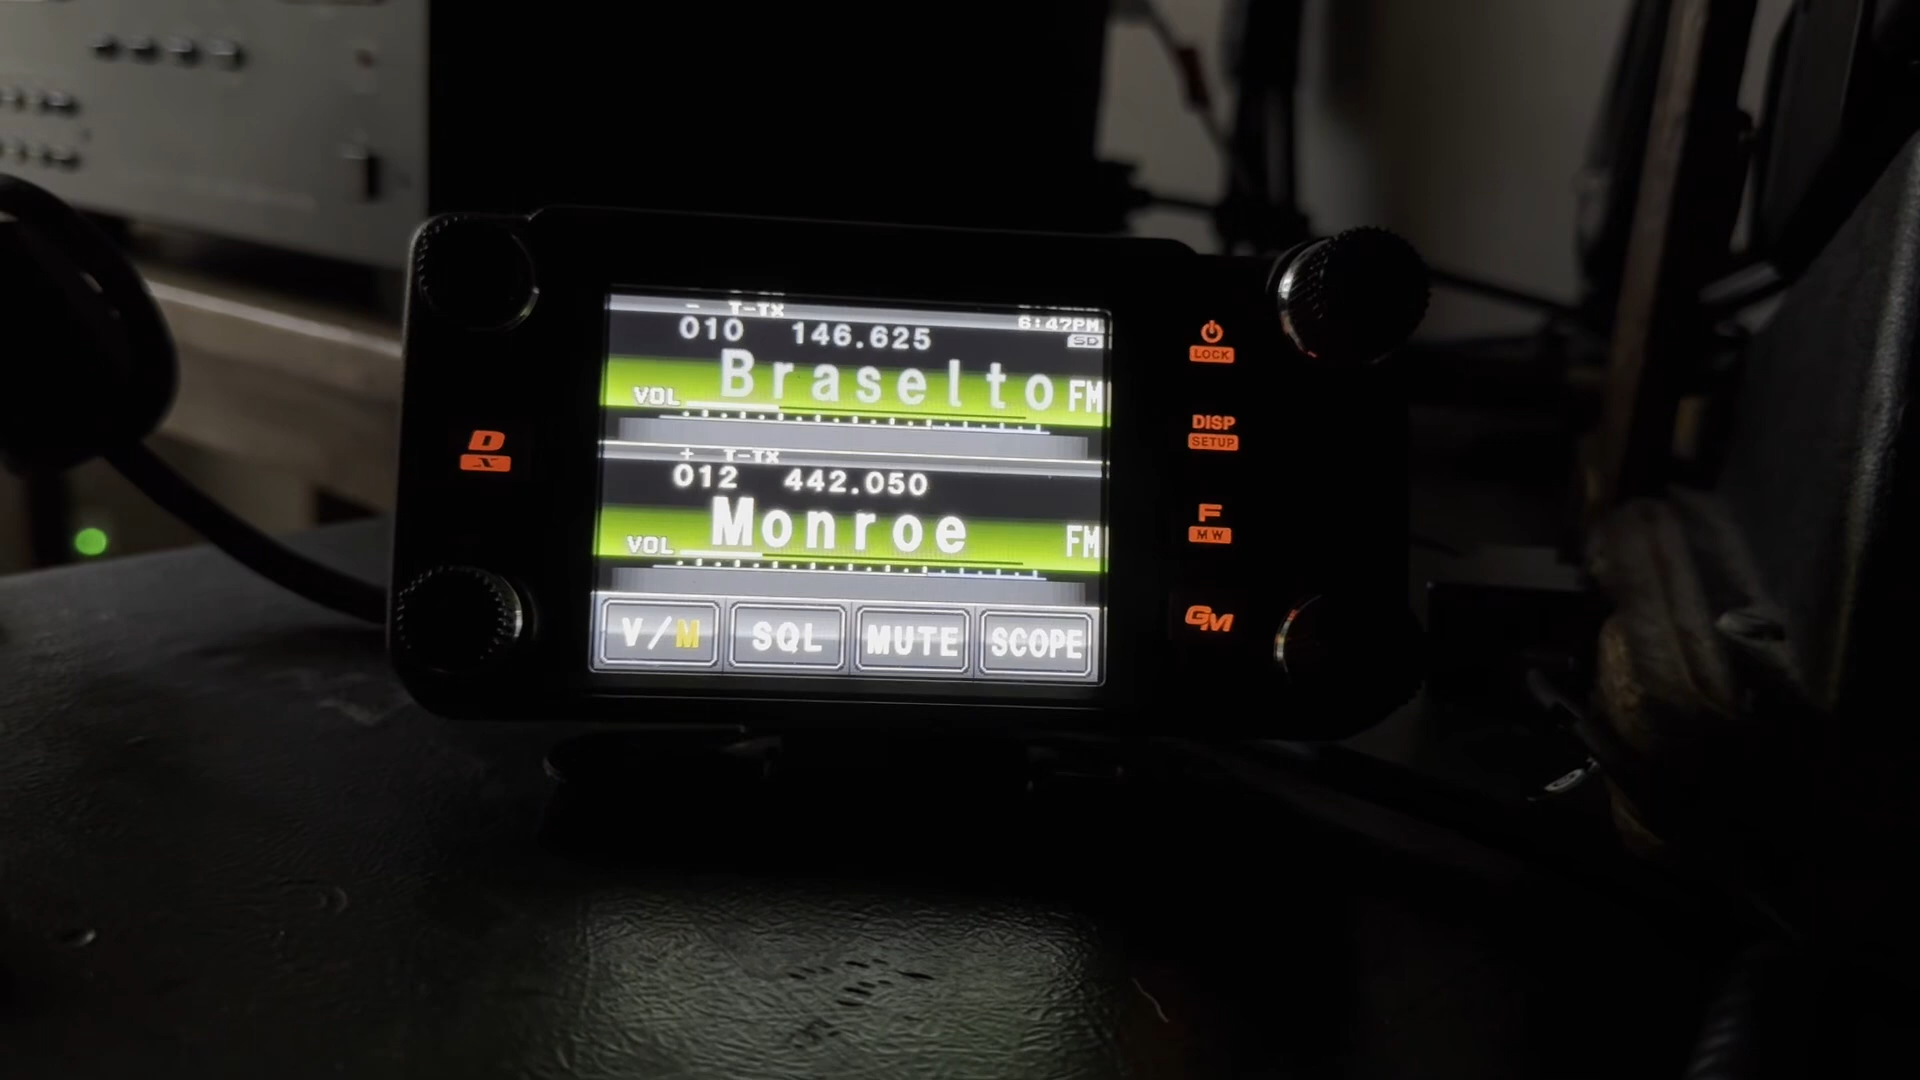 - T-TX
010 146.625 6:47PM
SD
Braselto FM
VOL
+ T-TX
012 442.050
Monroe FM
VOL
V/M SQL MUTE SCOPE
D
X
LOCK
DISP
SETUP
F
MW
GM